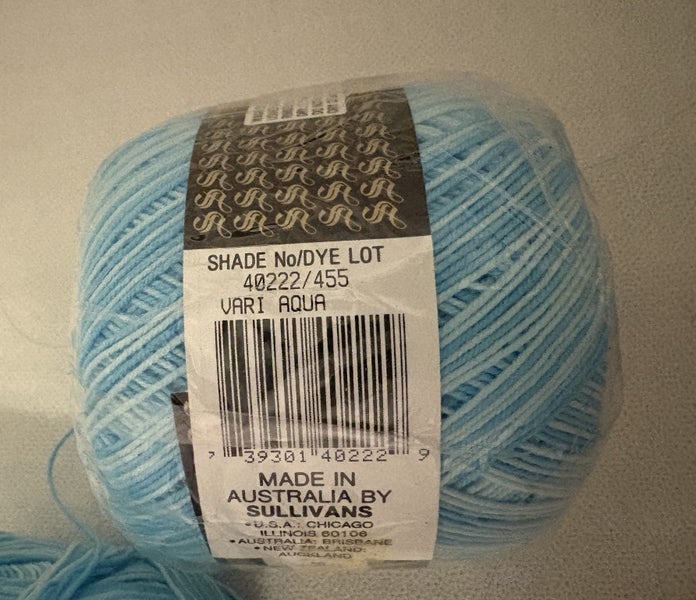 SHADE No/DYE LOT
40222/455
VARI AQUA
7 39301 40222 9
MADE IN
AUSTRALIA BY
SULLIVANS
• U.S.A.: CHICAGO
ILLINOIS 60106
• AUSTRALIA: BRISBANE
• NEW ZEALAND:
AUCKLAND